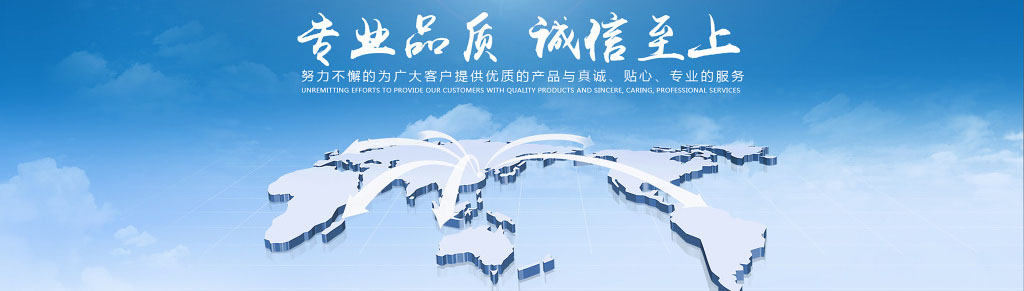 专业品质 诚信至上
努力不懈的为广大客户提供优质的产品与真诚、贴心、专业的服务
UNREMITTING EFFORTS TO PROVIDE OUR CUSTOMERS WITH QUALITY PRODUCTS AND SINCERE, CARING, PROFESSIONAL SERVICES